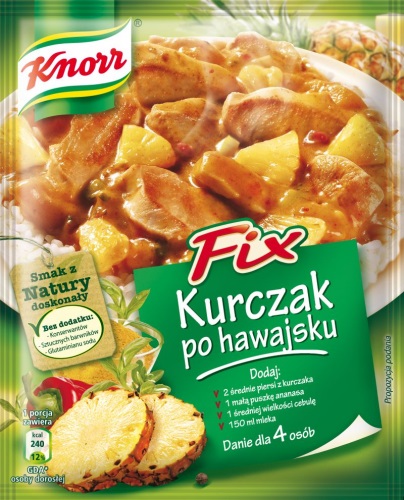 Knorr
Fix
Kurczak
po hawajsku
Smak z
Natury
doskonały
Bez dodatku:
- Konserwantów
- Sztucznych barwników
- Glutaminianu sodu
Dodaj:
• 2 średnie piersi z kurczaka
• 1 małą puszkę ananasa
• 1 średniej wielkości cebulę
• 150 ml mleka
Danie dla 4 osób
Propozycja podania
1 porcja
zawiera
kcal
240
12%
GDA*
osoby dorosłej